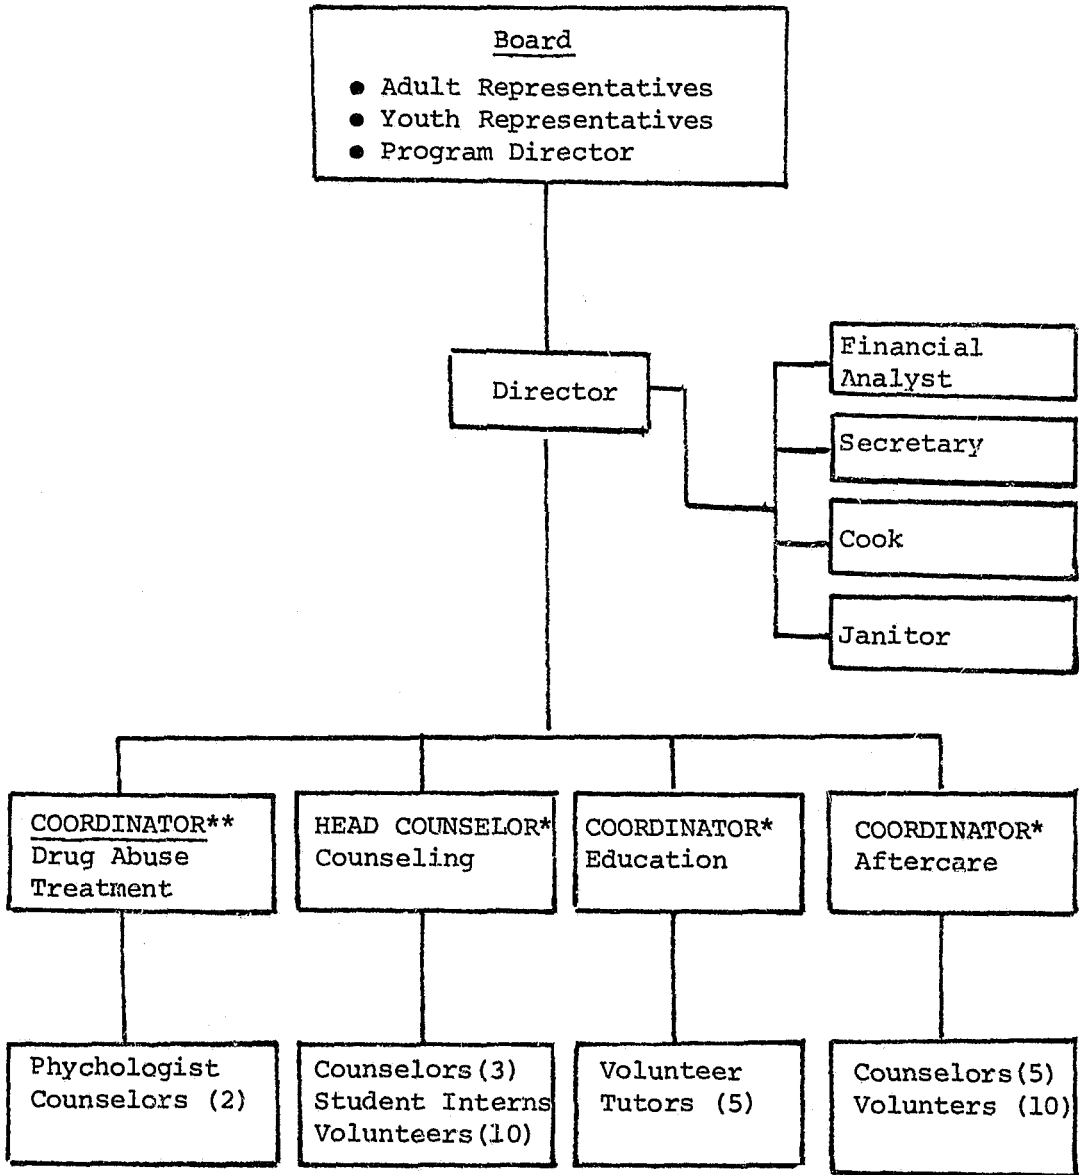 Board
● Adult Representatives
● Youth Representatives
● Program Director
Director
Financial
Analyst
Secretary
Cook
Janitor
COORDINATOR**
Drug Abuse
Treatment
HEAD COUNSELOR*
Counseling
COORDINATOR*
Education
COORDINATOR*
Aftercare
Phychologist
Counselors (2)
Counselors(3)
Student Interns
Volunteers(10)
Volunteer
Tutors (5)
Counselors(5)
Volunters (10)